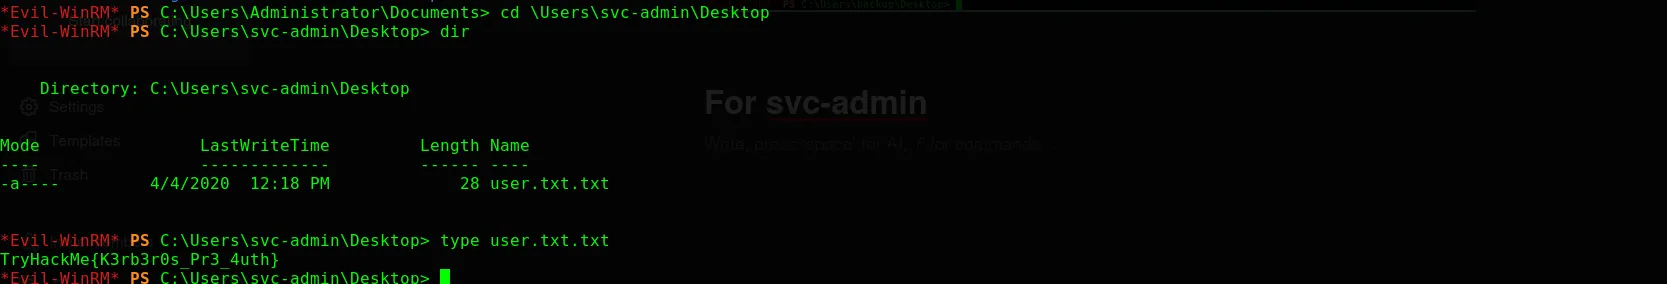 *Evil-WinRM* PS C:\Users\Administrator\Documents> cd \Users\svc-admin\Desktop
PS C:\Users\backup\Desktop>
*Evil-WinRM* PS C:\Users\svc-admin\Desktop> dir
Directory: C:\Users\svc-admin\Desktop
Settings
For svc-admin
Templates
Write, press 'space' for AI, '/' for commands...
Mode LastWriteTime Length Name
---- ------------- ------ ----
Trash
-a---- 4/4/2020 12:18 PM 28 user.txt.txt
*Evil-WinRM* PS C:\Users\svc-admin\Desktop> type user.txt.txt
TryHackMe{K3rb3r0s_Pr3_4uth}
*Evil-WinRM* PS C:\Users\svc-admin\Desktop>